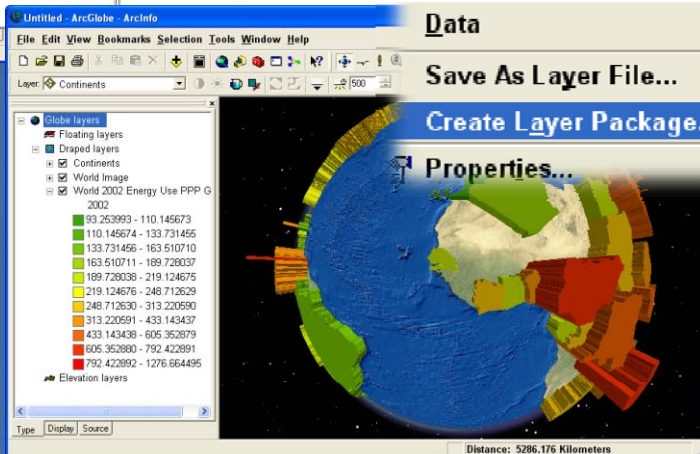 Untitled - ArcGlobe - ArcInfo
File Edit View Bookmarks Selection Tools Window Help
Layer: Continents
500
Globe layers
Floating layers
Draped layers
Continents
World Image
World 2002 Energy Use PPP G
2002
93.253993 - 110.145673
110.145674 - 133.731455
133.731456 - 163.510710
163.510711 - 189.728037
189.728038 - 219.124675
219.124676 - 248.712629
248.712630 - 313.220590
313.220591 - 433.143437
433.143438 - 605.352879
605.352880 - 792.422891
792.422892 - 1276.664495
Elevation layers
Type Display Source
Data
Save As Layer File...
Create Layer Package.
Properties...
Distance: 5286.176 Kilometers